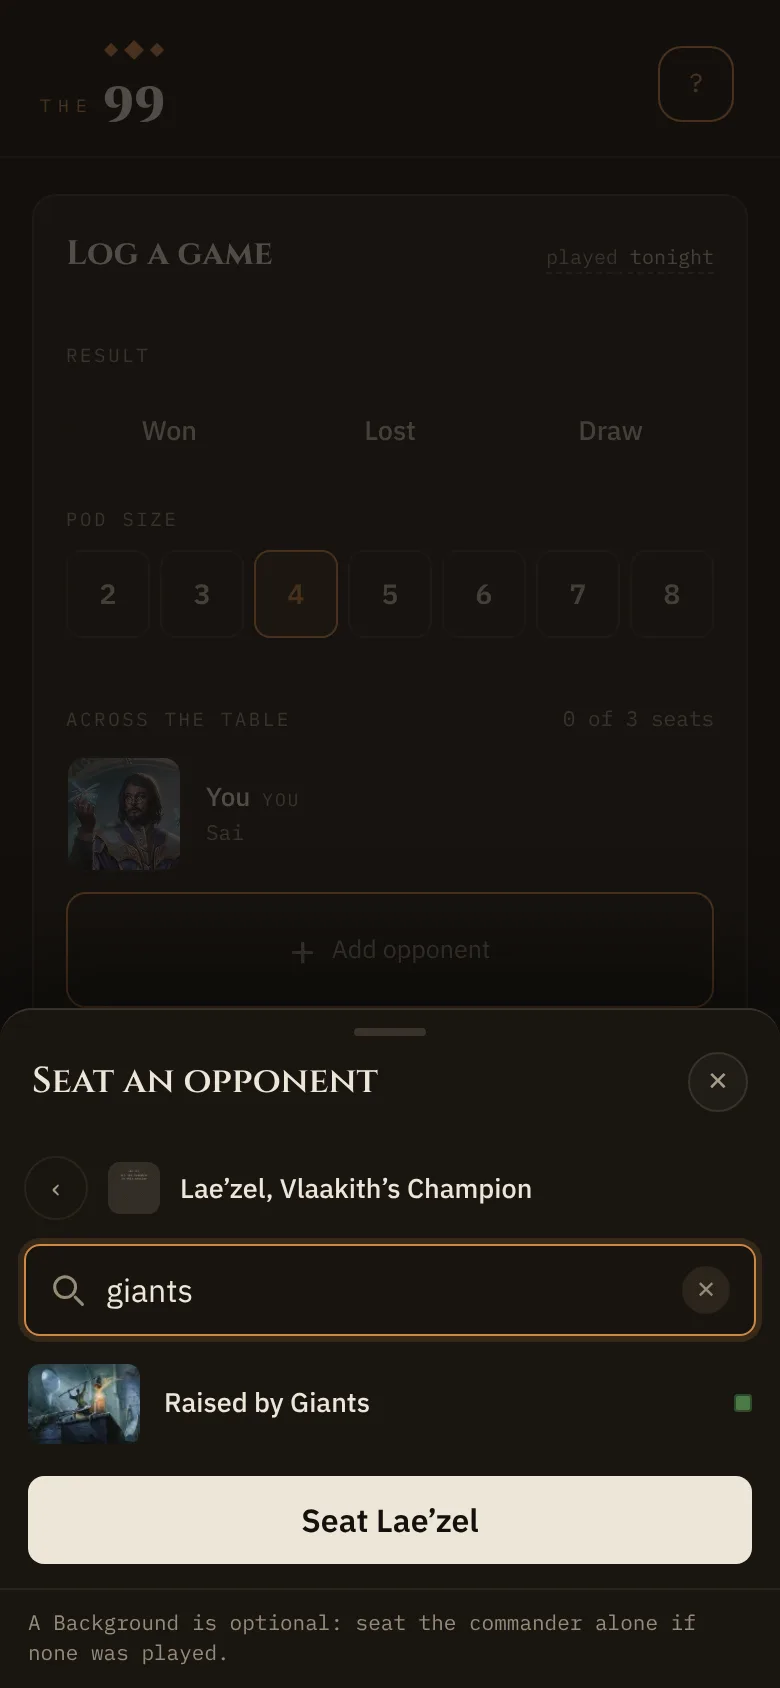 THE 99
?
Log a game
played tonight
RESULT
Won Lost Draw
POD SIZE
2 3 4 5 6 7 8
ACROSS THE TABLE 0 of 3 seats
You YOU
Sai
+ Add opponent
Seat an opponent
Lae’zel, Vlaakith’s Champion
giants
Raised by Giants
Seat Lae’zel
A Background is optional: seat the commander alone if
none was played.